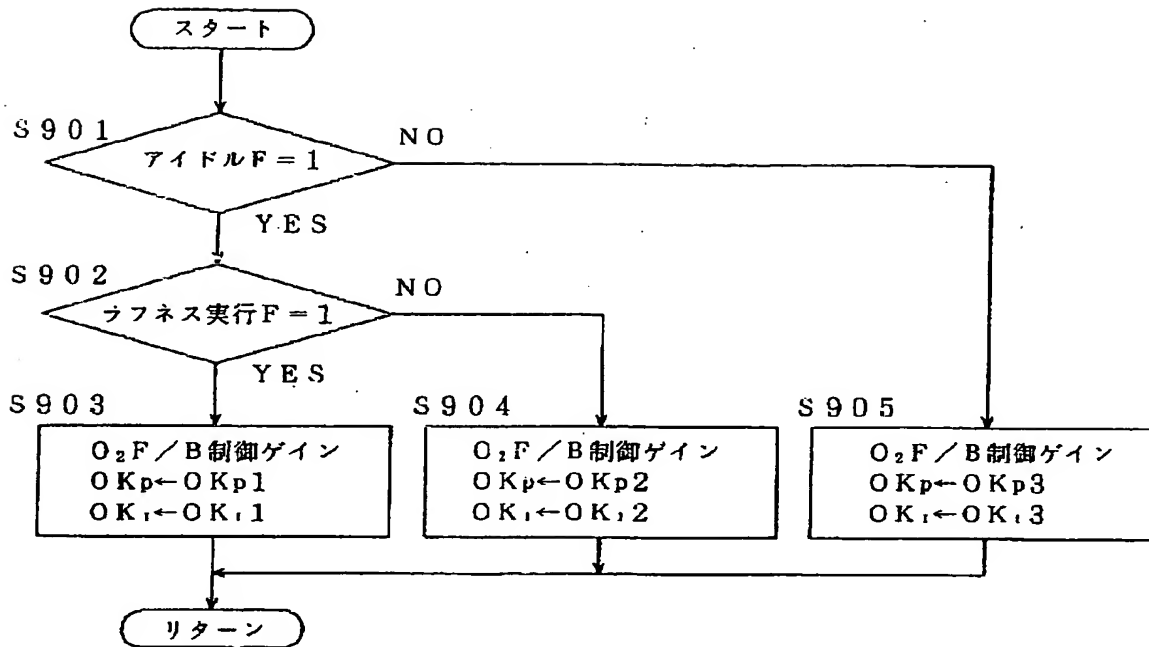 スタート
S901
アイドルF=1
NO
YES
S902
ラフネス実行F=1
NO
YES
S903
O₂F/B制御ゲイン
OKp←OKp1
OKI←OKI1
S904
O₂F/B制御ゲイン
OKp←OKp2
OKI←OKI2
S905
O₂F/B制御ゲイン
OKp←OKp3
OKI←OKI3
リターン